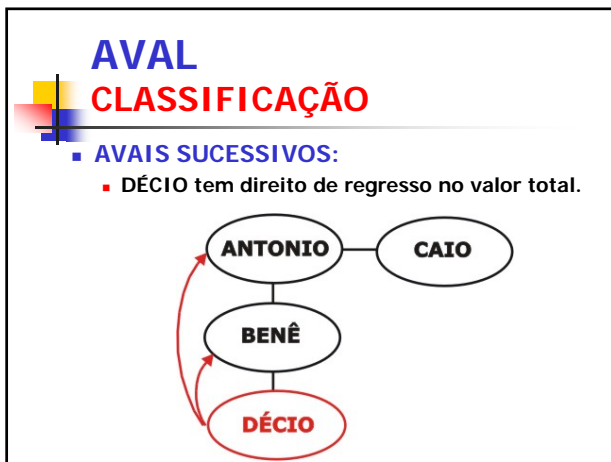 AVAL
CLASSIFICAÇÃO
AVAIS SUCESSIVOS:
DÉCIO tem direito de regresso no valor total.
ANTONIO CAIO
BENÊ
DÉCIO